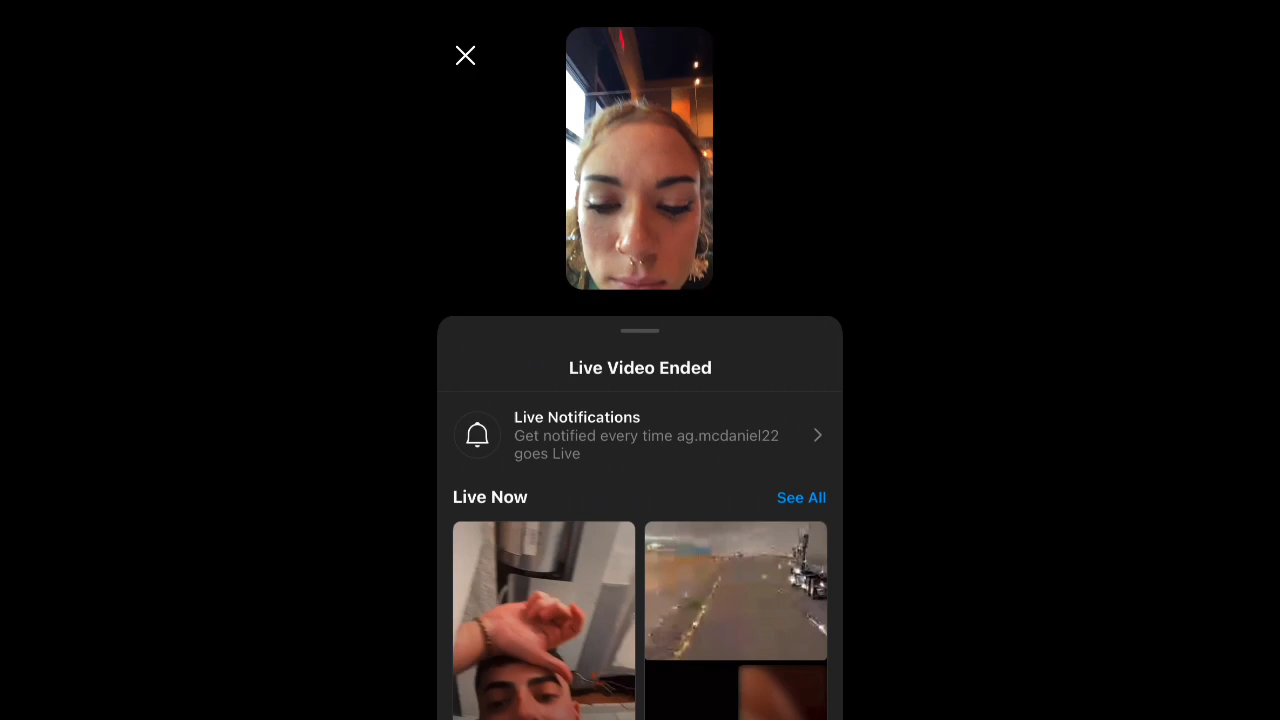 Live Video Ended
Live Notifications
Get notified every time ag.mcdaniel22
goes Live
Live Now
See All